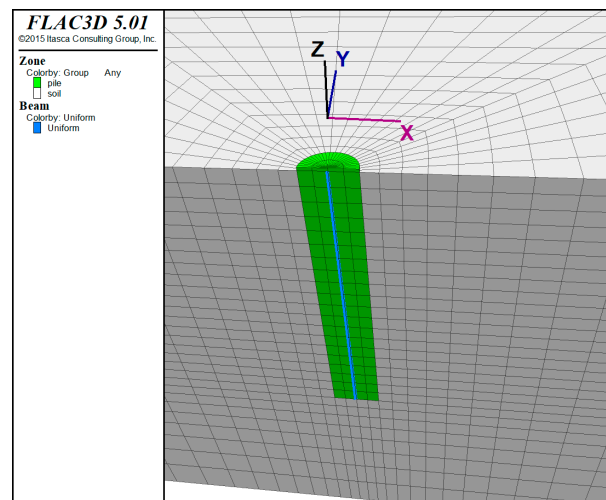 FLAC3D 5.01
©2015 Itasca Consulting Group, Inc.
Zone
Colorby: Group Any
pile
soil
Beam
Colorby: Uniform
Uniform
Z
Y
X